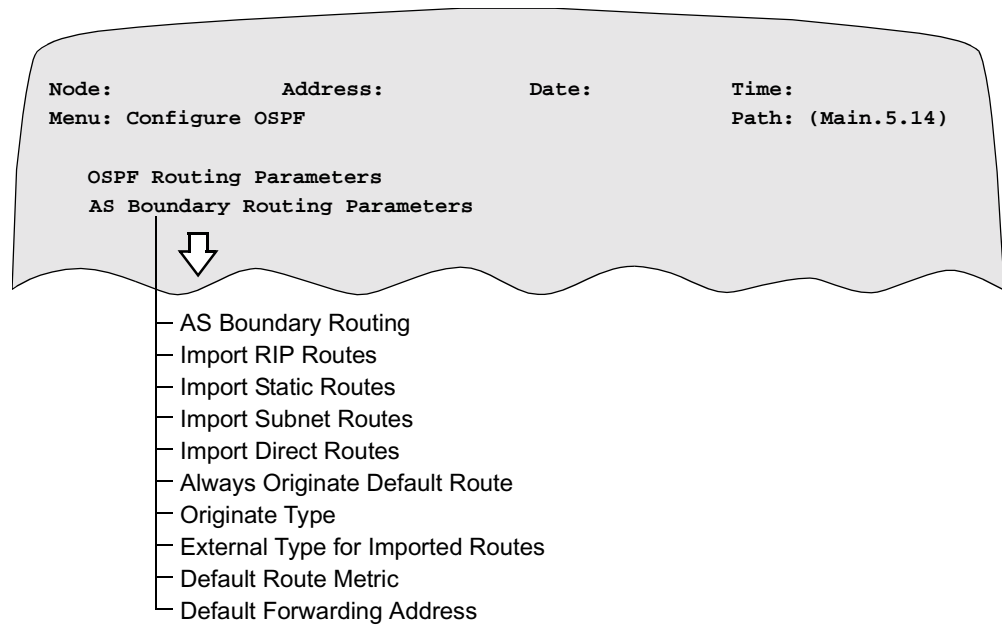 Node: Address: Date: Time:
Menu: Configure OSPF Path: (Main.5.14)
OSPF Routing Parameters
AS Boundary Routing Parameters
AS Boundary Routing
Import RIP Routes
Import Static Routes
Import Subnet Routes
Import Direct Routes
Always Originate Default Route
Originate Type
External Type for Imported Routes
Default Route Metric
Default Forwarding Address